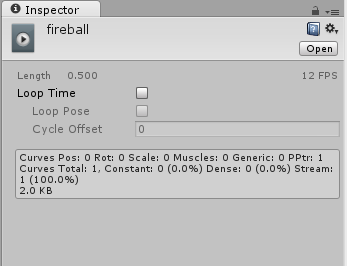 Inspector
fireball
Open
Length 0.500 12 FPS
Loop Time
Loop Pose
Cycle Offset 0
Curves Pos: 0 Rot: 0 Scale: 0 Muscles: 0 Generic: 0 PPtr: 1
Curves Total: 1, Constant: 0 (0.0%) Dense: 0 (0.0%) Stream:
1 (100.0%)
2.0 KB